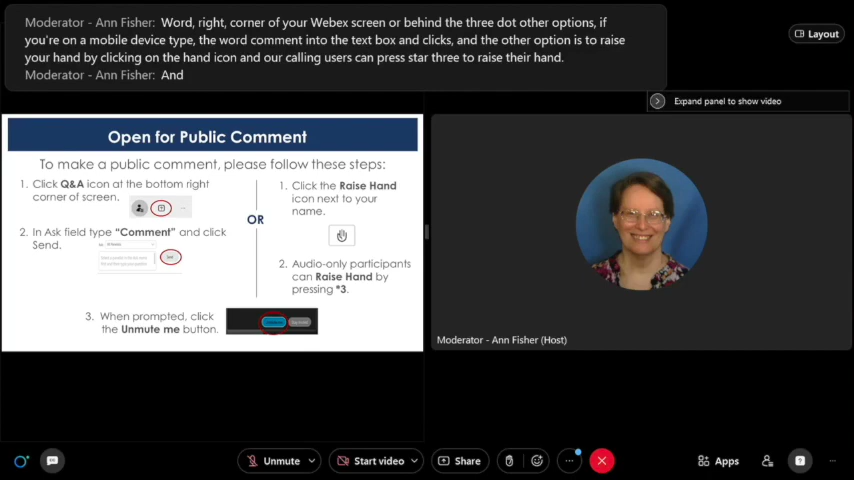 Moderator - Ann Fisher: Word, right, corner of your Webex screen or behind the three dot other options, if
you're on a mobile device type, the word comment into the text box and clicks, and the other option is to raise
your hand by clicking on the hand icon and our calling users can press star three to raise their hand.
Moderator - Ann Fisher: And
Layout
Expand panel to show video
Open for Public Comment
To make a public comment, please follow these steps:
1. Click Q&A icon at the bottom right
corner of screen.
2. In Ask field type “Comment” and click
Send.
OR
1. Click the Raise Hand
icon next to your
name.
2. Audio-only participants
can Raise Hand by
pressing *3.
3. When prompted, click
the Unmute me button.
Moderator - Ann Fisher (Host)
Unmute
Start video
Share
Apps